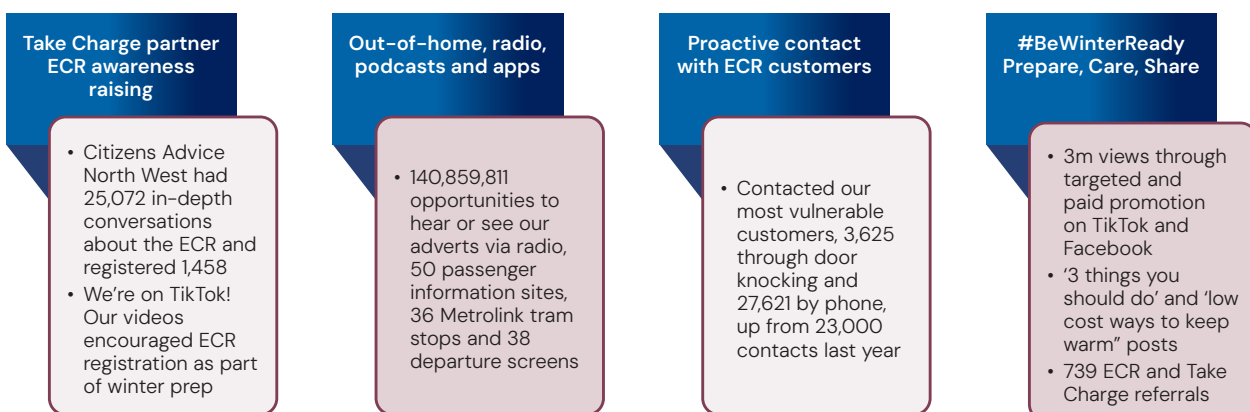 Take Charge partner
ECR awareness
raising
• Citizens Advice
North West had
25,072 in-depth
conversations
about the ECR and
registered 1,458
• We’re on TikTok!
Our videos
encouraged ECR
registration as part
of winter prep
Out-of-home, radio,
podcasts and apps
• 140,859,811
opportunities to
hear or see our
adverts via radio,
50 passenger
information sites,
36 Metrolink tram
stops and 38
departure screens
Proactive contact
with ECR customers
• Contacted our
most vulnerable
customers, 3,625
through door
knocking and
27,621 by phone,
up from 23,000
contacts last year
#BeWinterReady
Prepare, Care, Share
• 3m views through
targeted and
paid promotion
on TikTok and
Facebook
• ‘3 things you
should do’ and ‘low
cost ways to keep
warm” posts
• 739 ECR and Take
Charge referrals